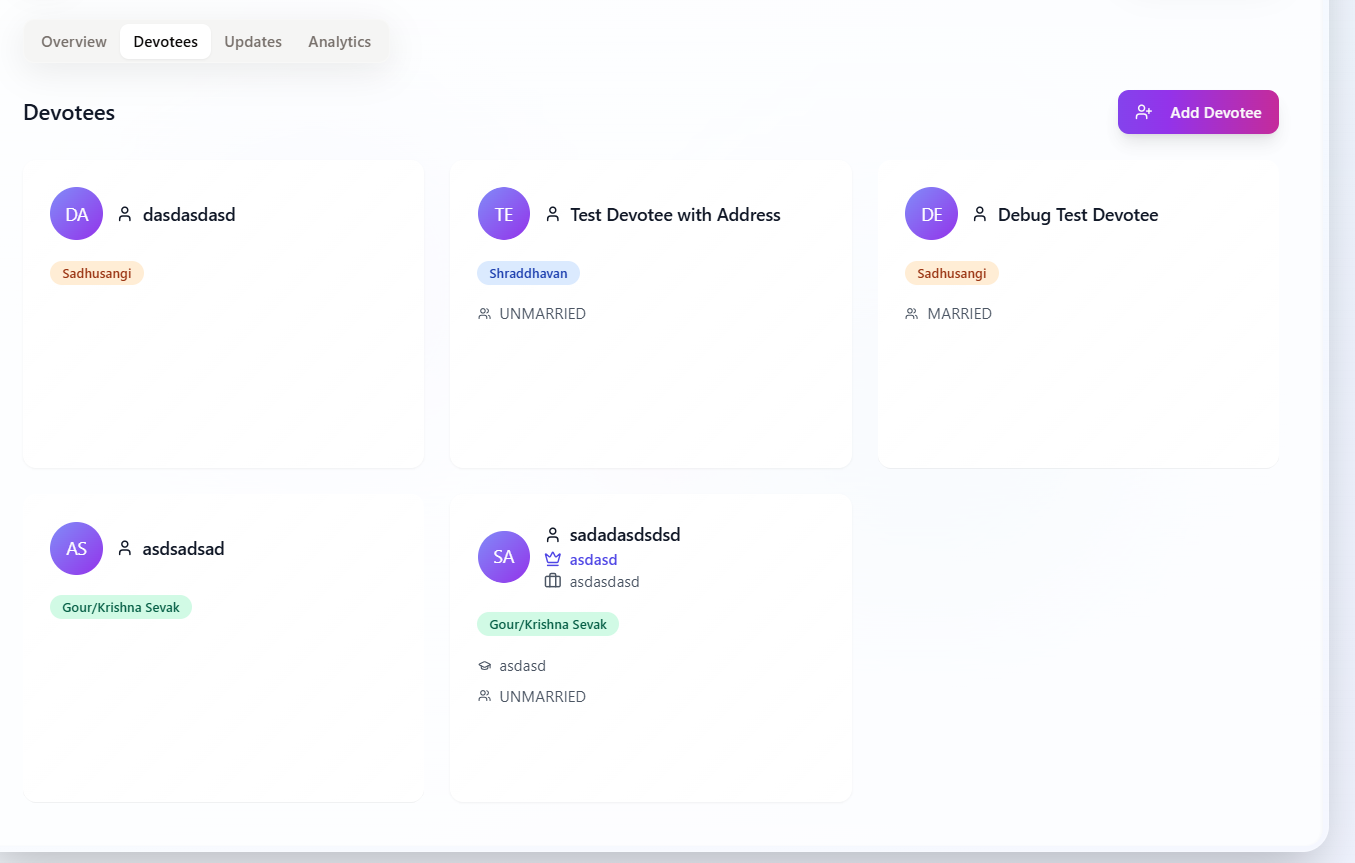 Overview Devotees Updates Analytics
Devotees
Add Devotee
DA dasdasdasd
Sadhusangi
TE Test Devotee with Address
Shraddhavan
UNMARRIED
DE Debug Test Devotee
Sadhusangi
MARRIED
AS asdsadsad
Gour/Krishna Sevak
SA
sadadasdsdsd
asdasd
asdasdasd
Gour/Krishna Sevak
asdasd
UNMARRIED